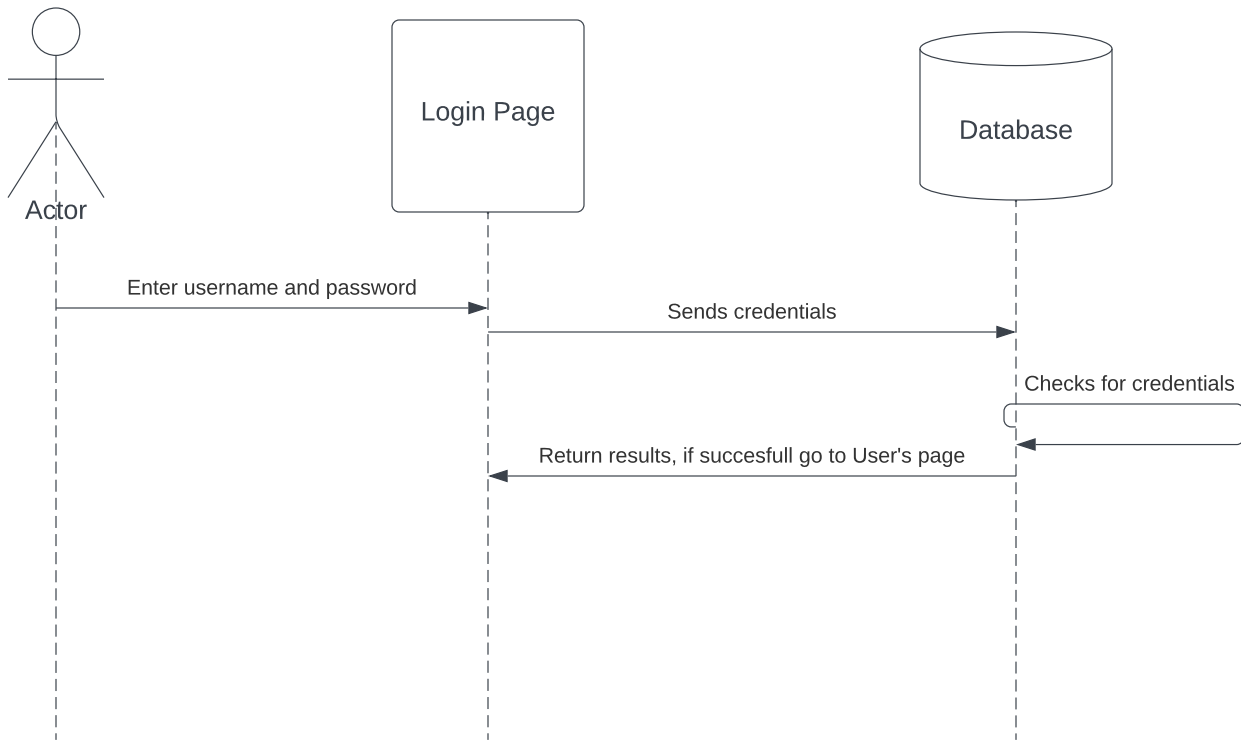 Login Page
Database
Actor
Enter username and password
Sends credentials
Checks for credentials
Return results, if succesfull go to User's page